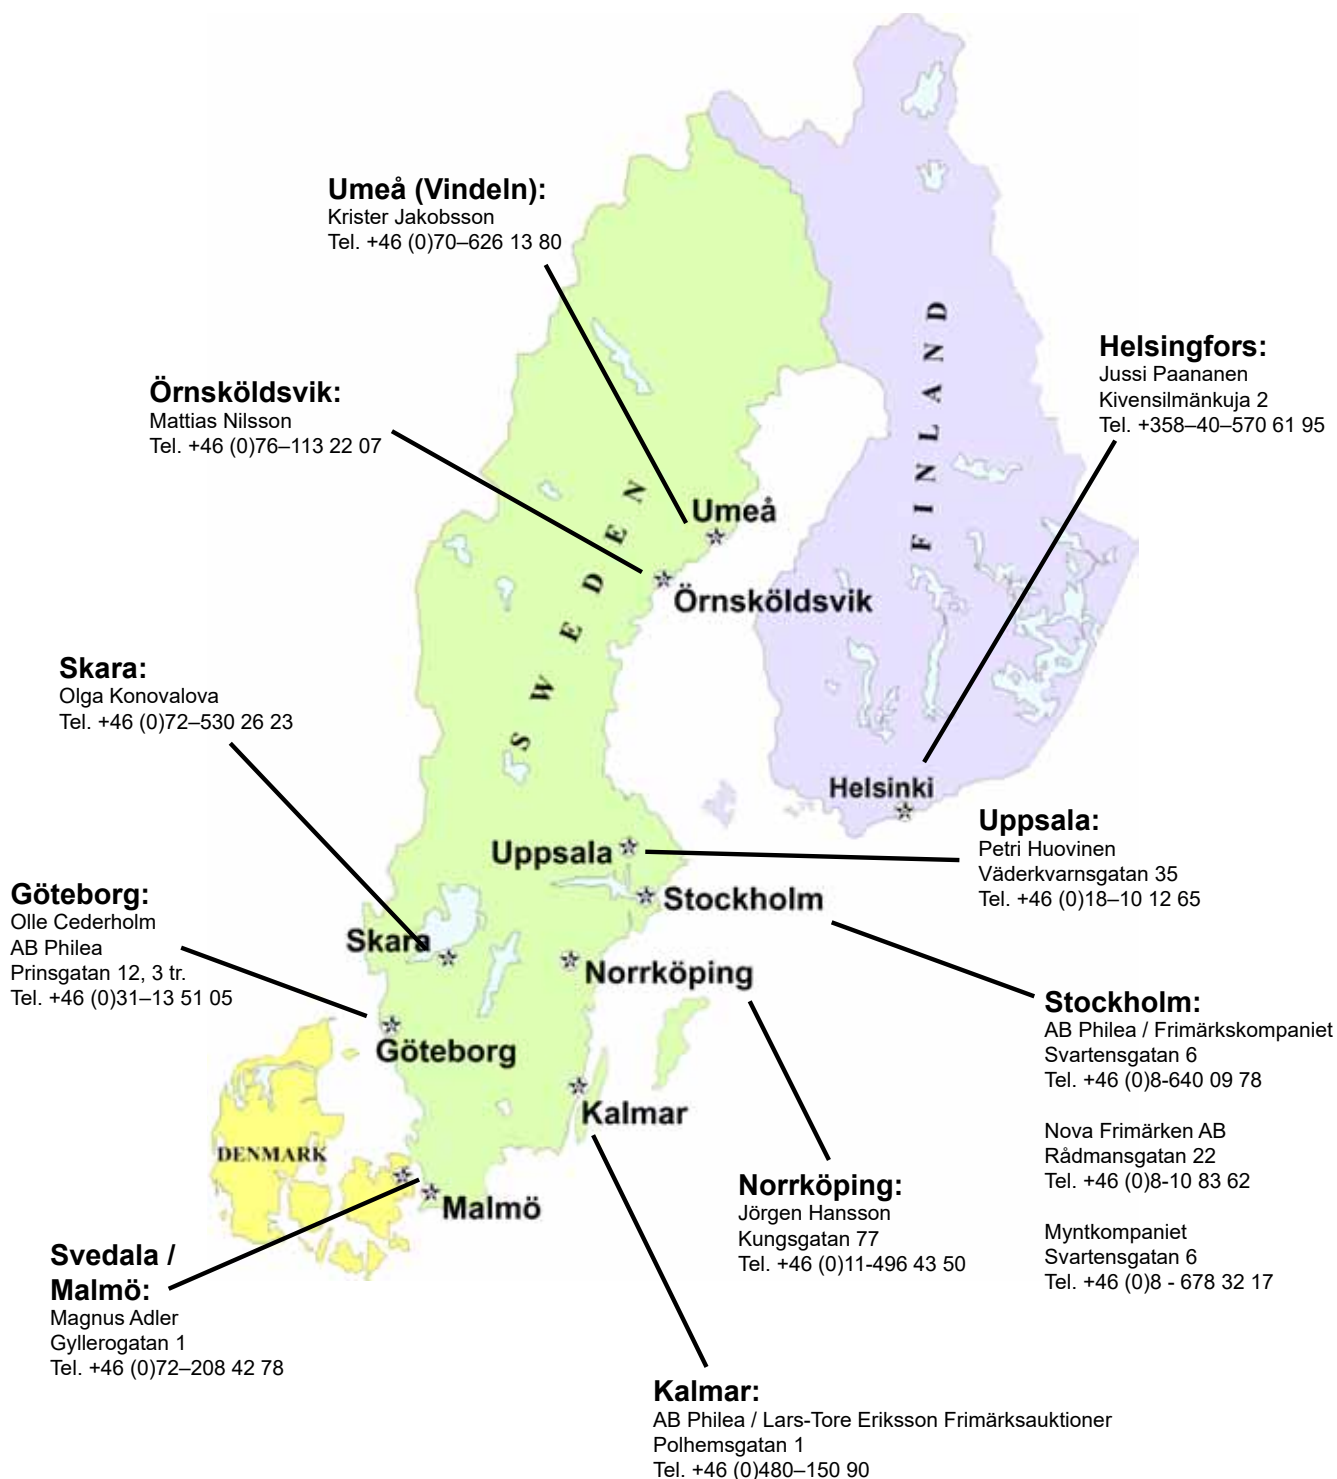 Umeå (Vindeln):
Krister Jakobsson
Tel. +46 (0)70–626 13 80
Örnsköldsvik:
Mattias Nilsson
Tel. +46 (0)76–113 22 07
Helsingfors:
Jussi Paananen
Kivensilmänkuja 2
Tel. +358–40–570 61 95
FINLAND
SWEDEN
Umeå
Örnsköldsvik
Skara:
Olga Konovalova
Tel. +46 (0)72–530 26 23
Helsinki
Uppsala
Uppsala:
Petri Huovinen
Väderkvarnsgatan 35
Tel. +46 (0)18–10 12 65
Göteborg:
Olle Cederholm
AB Philea
Prinsgatan 12, 3 tr.
Tel. +46 (0)31–13 51 05
Stockholm
Skara
Norrköping
Göteborg
Kalmar
DENMARK
Malmö
Stockholm:
AB Philea / Frimärkskompaniet
Svartensgatan 6
Tel. +46 (0)8-640 09 78
Nova Frimärken AB
Rådmansgatan 22
Tel. +46 (0)8-10 83 62
Myntkompaniet
Svartensgatan 6
Tel. +46 (0)8 - 678 32 17
Norrköping:
Jörgen Hansson
Kungsgatan 77
Tel. +46 (0)11-496 43 50
Svedala /
Malmö:
Magnus Adler
Gyllerogatan 1
Tel. +46 (0)72–208 42 78
Kalmar:
AB Philea / Lars-Tore Eriksson Frimärksauktioner
Polhemsgatan 1
Tel. +46 (0)480–150 90